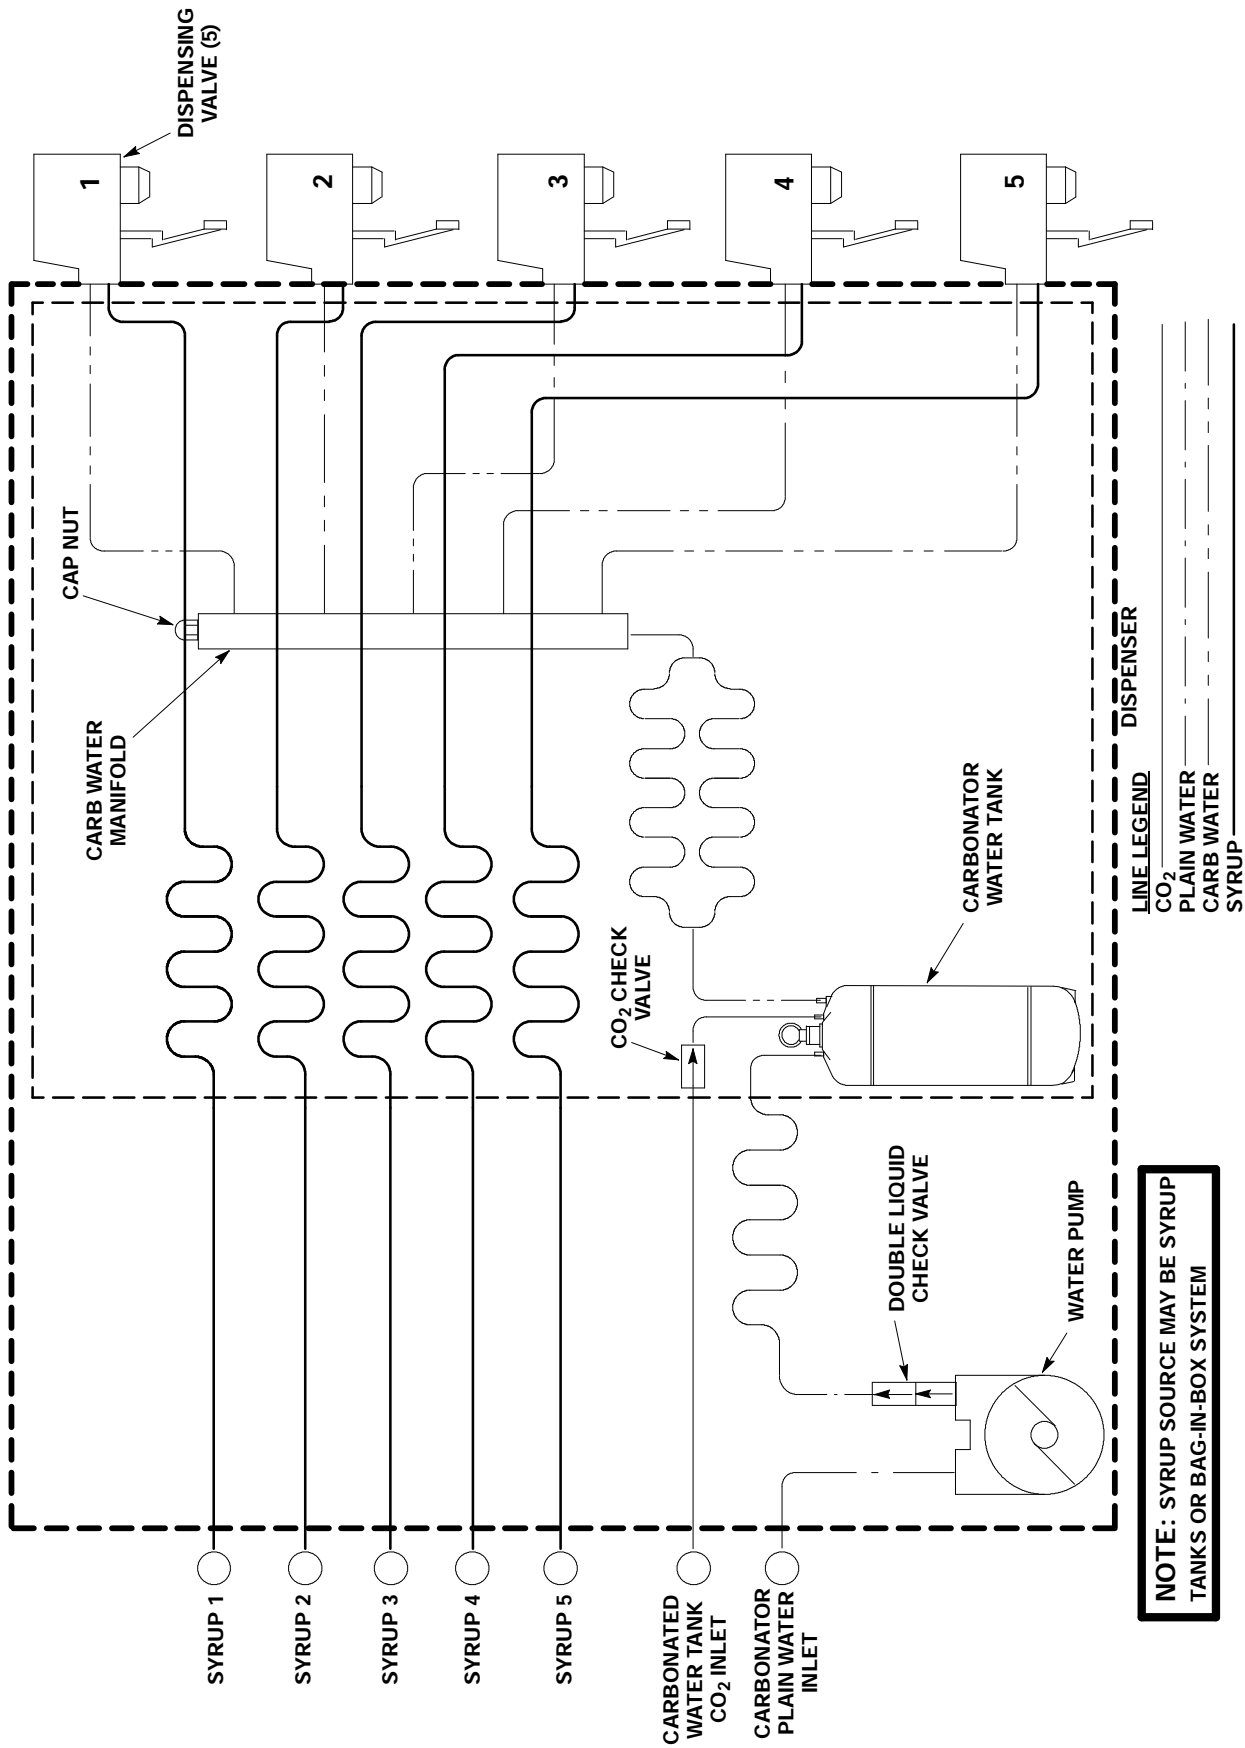 SYRUP 1
SYRUP 2
SYRUP 3
SYRUP 4
SYRUP 5
CARBONATED
WATER TANK
CO2 INLET
CARBONATOR
PLAIN WATER
INLET
CARB WATER
MANIFOLD
CAP NUT
DISPENSING
VALVE (5)
1
2
3
4
5
CO2 CHECK
VALVE
DOUBLE LIQUID
CHECK VALVE
WATER PUMP
CARBONATOR
WATER TANK
DISPENSER
NOTE: SYRUP SOURCE MAY BE SYRUP
TANKS OR BAG-IN-BOX SYSTEM
LINE LEGEND
CO2
PLAIN WATER
CARB WATER
SYRUP